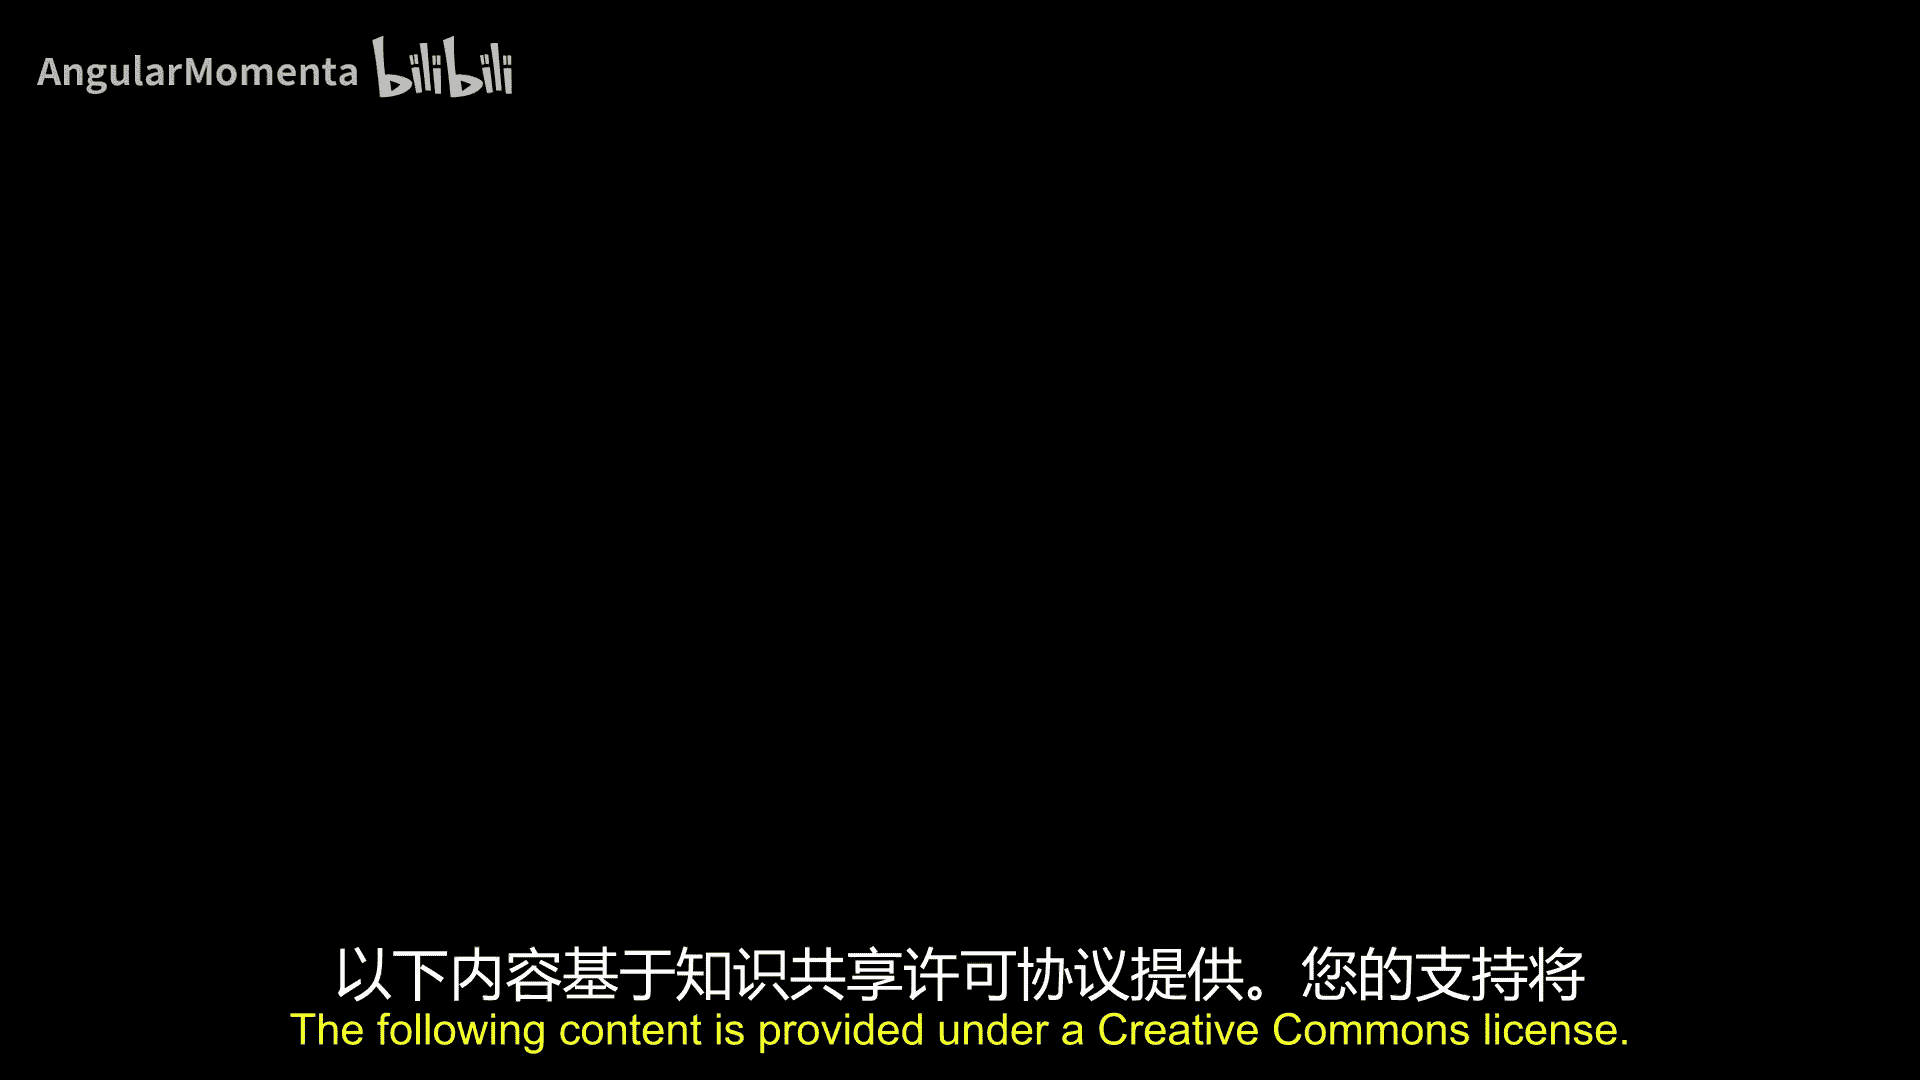 AngularMomenta bilibili
以下内容基于知识共享许可协议提供。您的支持将
The following content is provided under a Creative Commons license.